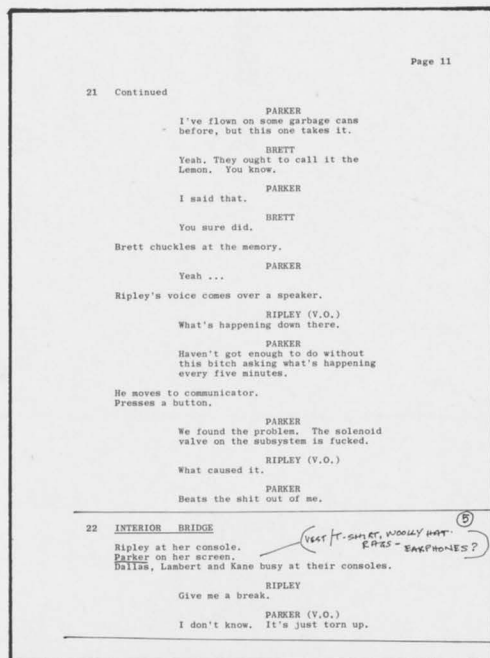 Page 11
21 Continued
PARKER
I've flown on some garbage cans
before, but this one takes it.
BRETT
Yeah. They ought to call it the
Lemon. You know.
PARKER
I said that.
BRETT
You sure did.
Brett chuckles at the memory.
PARKER
Yeah ...
Ripley's voice comes over a speaker.
RIPLEY (V.O.)
What's happening down there.
PARKER
Haven't got enough to do without
this bitch asking what's happening
every five minutes.
He moves to communicator.
Presses a button.
PARKER
We found the problem. The solenoid
valve on the subsystem is fucked.
RIPLEY (V.O.)
What caused it.
PARKER
Beats the shit out of me.
5
22 INTERIOR BRIDGE
VEST/T-SHIRT, WOOLLY HAT.
RAGS - EARPHONES?
Ripley at her console.
Parker on her screen.
Dallas, Lambert and Kane busy at their consoles.
RIPLEY
Give me a break.
PARKER (V.O.)
I don't know. It's just torn up.